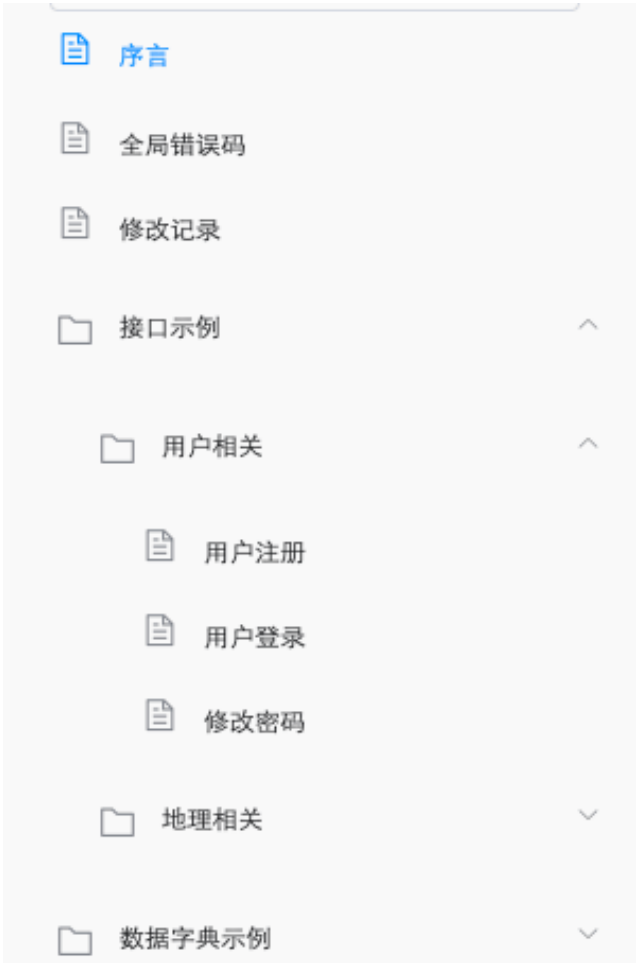 序言
全局错误码
修改记录
接口示例
用户相关
用户注册
用户登录
修改密码
地理相关
数据字典示例